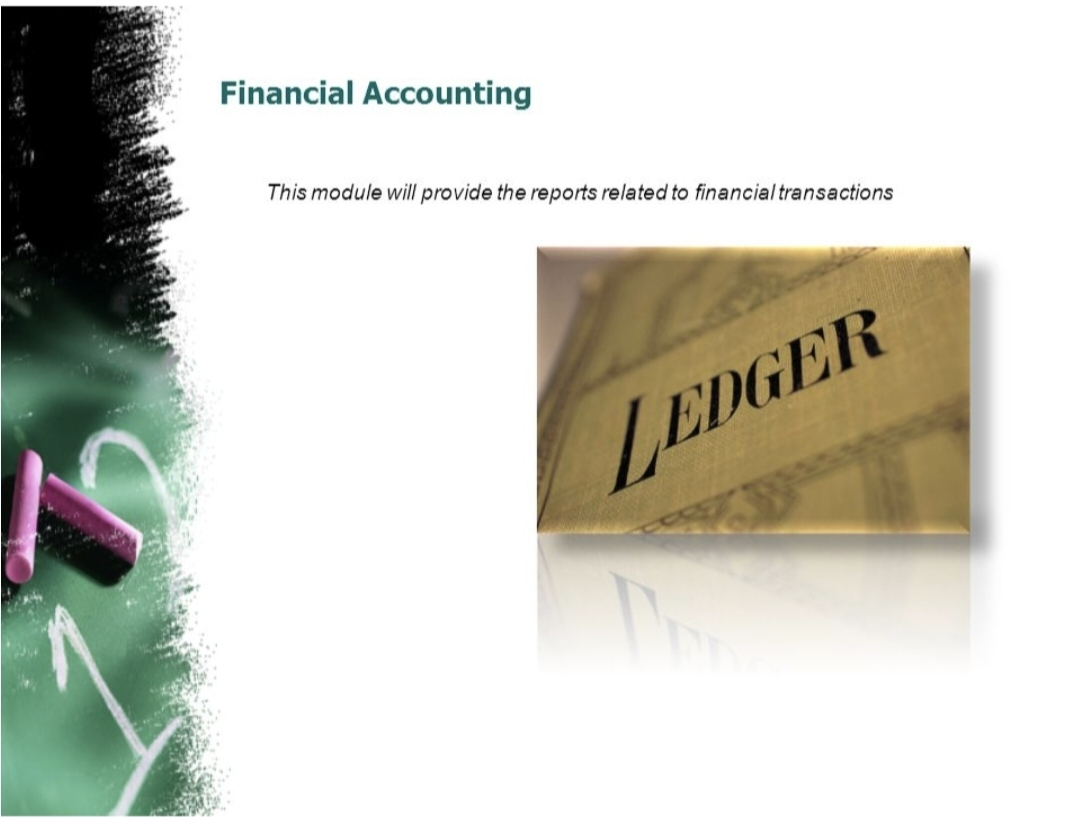 Financial Accounting
This module will provide the reports related to financial transactions
LEDGER